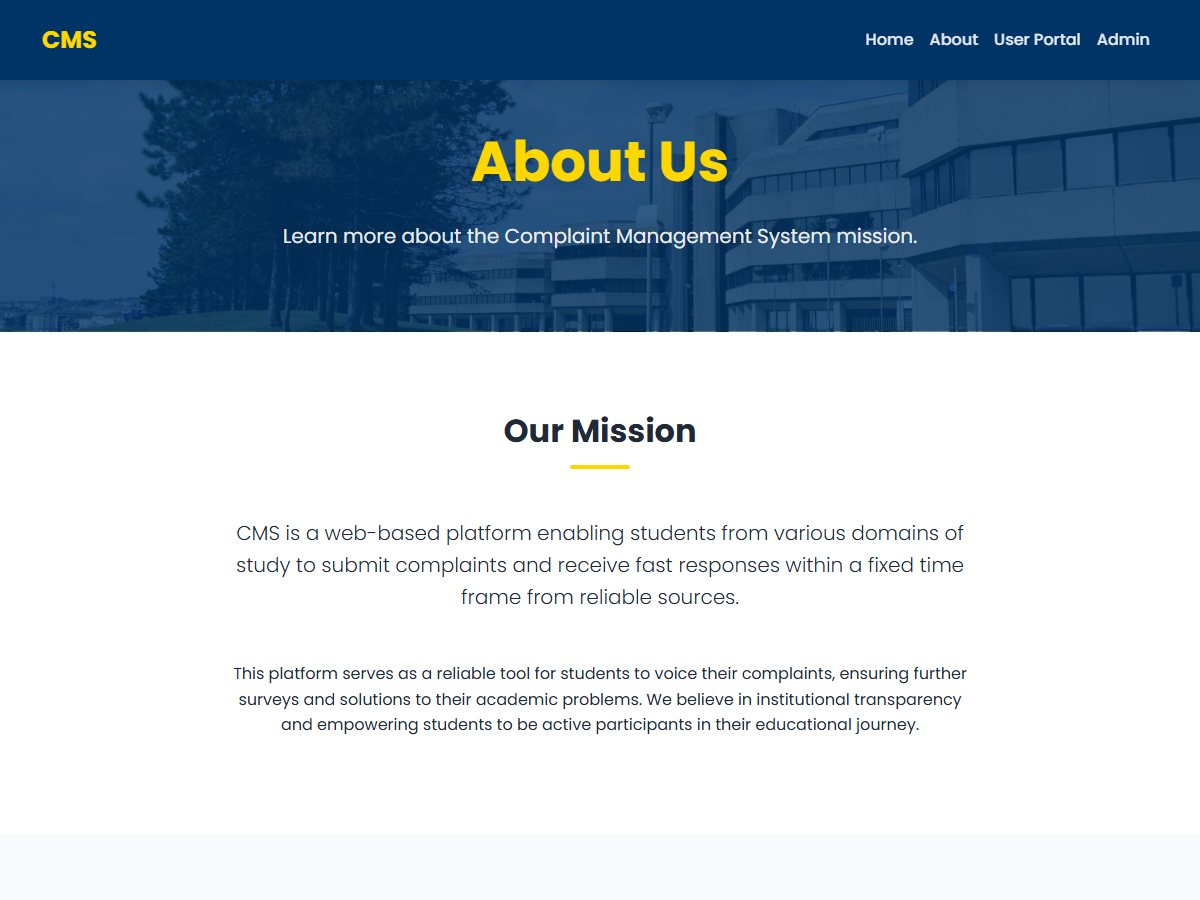 CMS
Home About User Portal Admin
About Us
Learn more about the Complaint Management System mission.
Our Mission
CMS is a web-based platform enabling students from various domains of
study to submit complaints and receive fast responses within a fixed time
frame from reliable sources.
This platform serves as a reliable tool for students to voice their complaints, ensuring further
surveys and solutions to their academic problems. We believe in institutional transparency
and empowering students to be active participants in their educational journey.